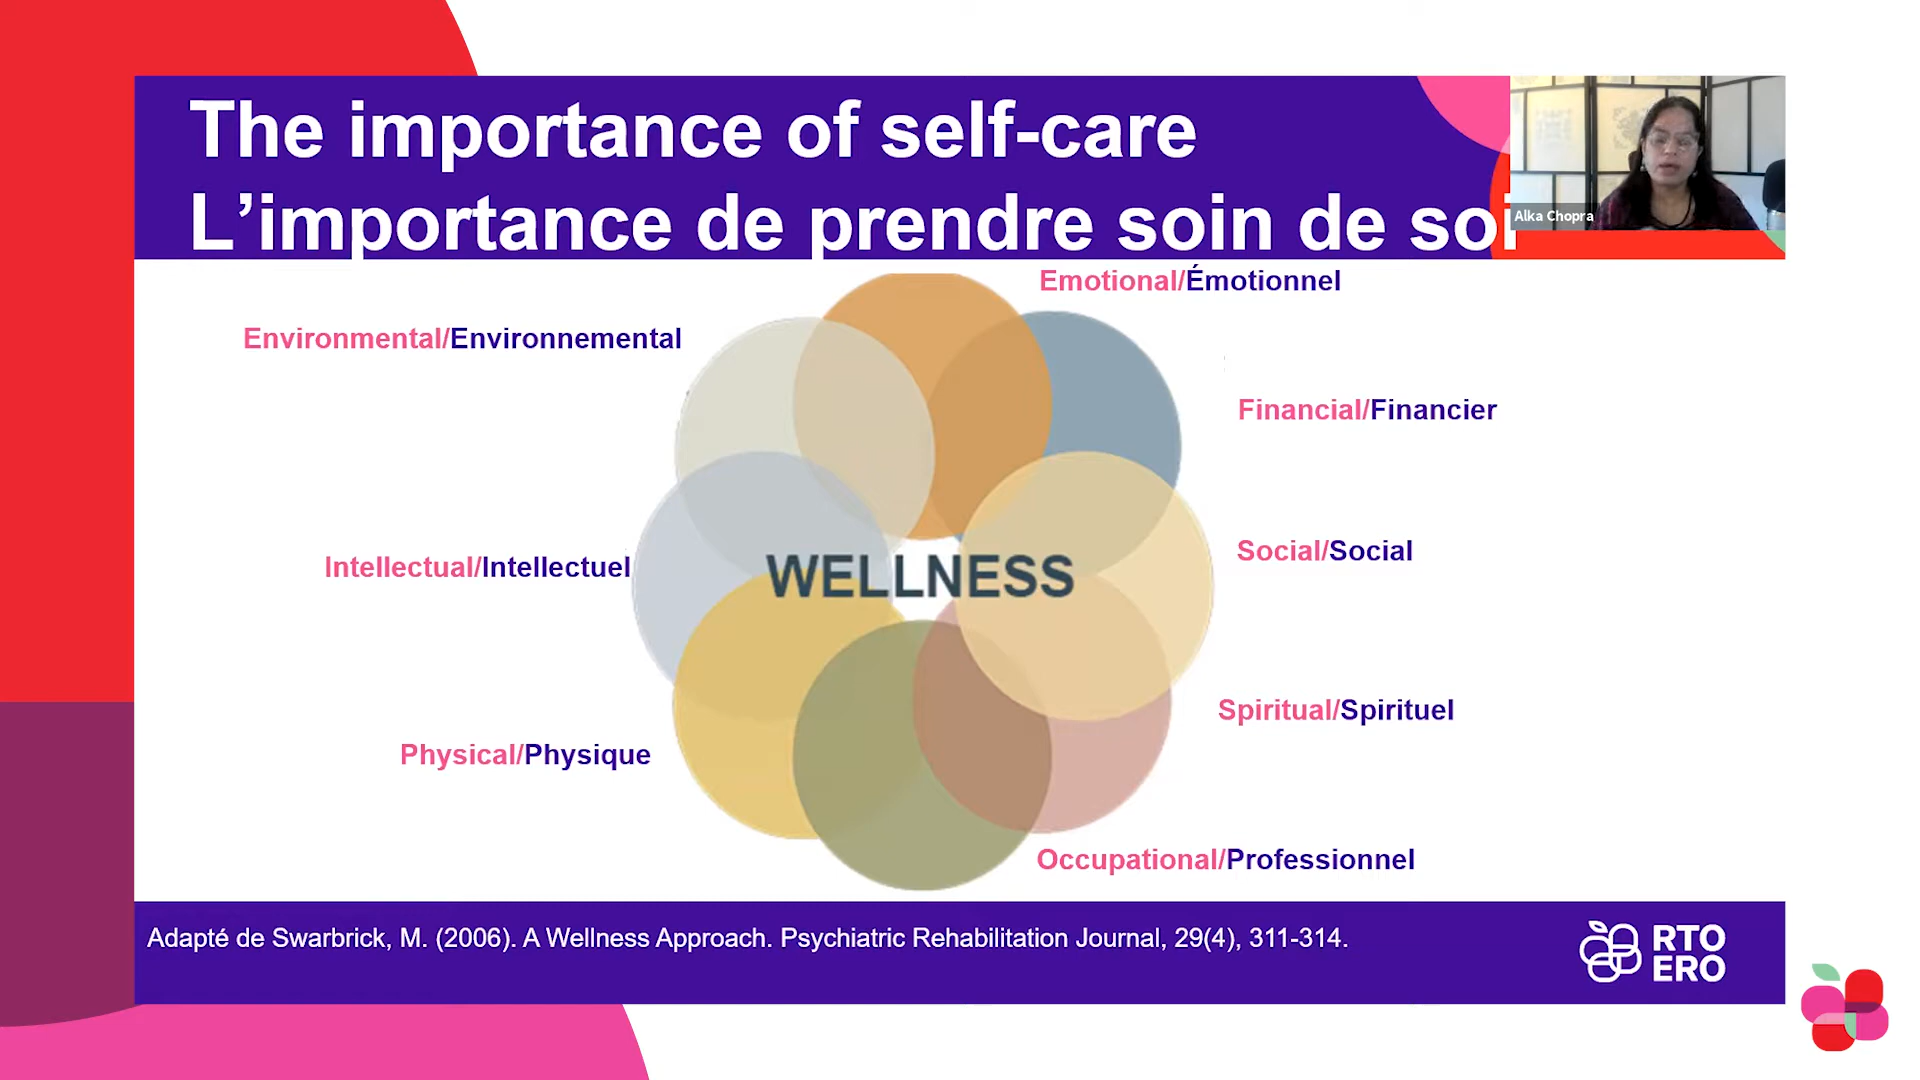 The importance of self-care
L’importance de prendre soin de soi
Alka Chopra
Emotional/Émotionnel
Environmental/Environnemental
Financial/Financier
Social/Social
Intellectual/Intellectuel
WELLNESS
Spiritual/Spirituel
Physical/Physique
Occupational/Professionnel
Adapté de Swarbrick, M. (2006). A Wellness Approach. Psychiatric Rehabilitation Journal, 29(4), 311-314.
RTO
ERO